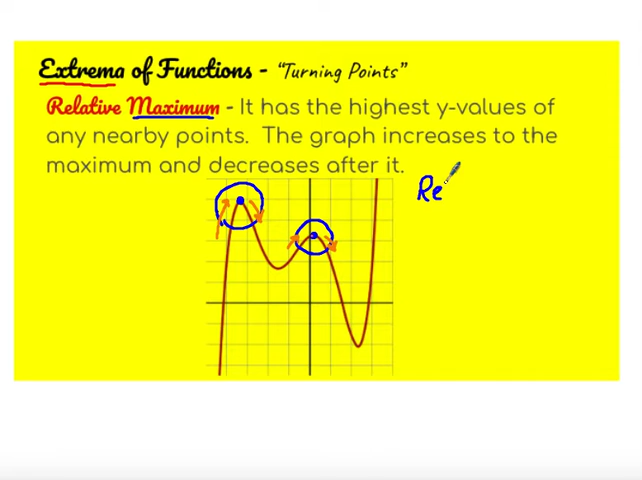 Extrema of Functions - “Turning Points”
Relative Maximum - It has the highest y-values of
any nearby points. The graph increases to the
maximum and decreases after it.
Re